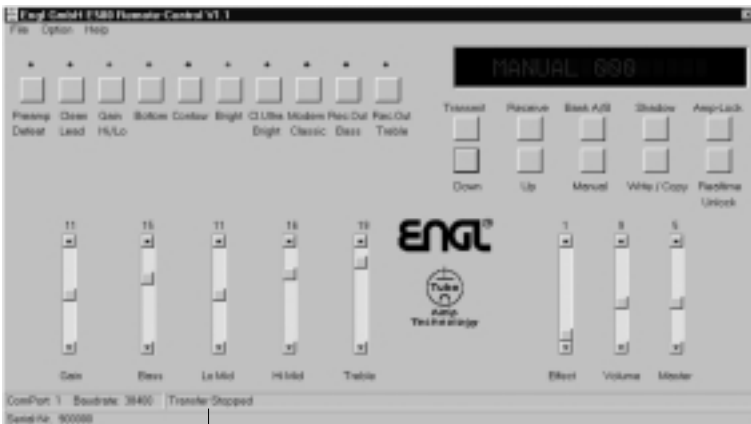 Engl GmbH E580 Remote-Control V1.1
File Option Help
MANUAL 000
Preamp Defeat
Clean Lead
Gain Hi/Lo
Bottom
Contour
Bright
Cl.Ultra Bright
Modern Classic
Rec.Out Bass
Rec.Out Treble
Transmit Receive Bank A/B Shadow Amp-Lock
Down Up Manual Write / Copy Realtime Unlock
11 15 11 16 19
ENGL®
1 8 5
Tube
Amp
Technology
Gain Bass Lo Mid Hi Mid Treble
Effect Volume Master
ComPort: 1 Baudrate: 38400 Transfer Stopped
Serial-Nr. 900000